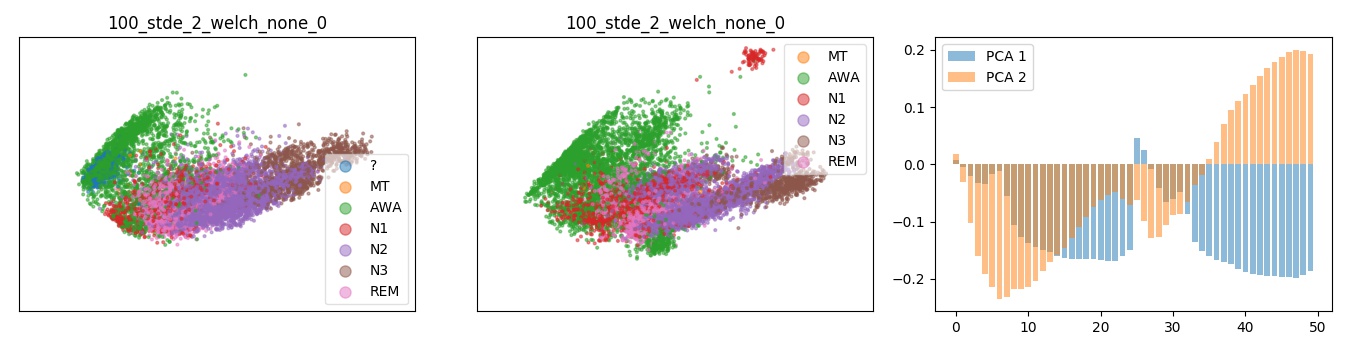 100_stde_2_welch_none_0
?
MT
AWA
N1
N2
N3
REM
100_stde_2_welch_none_0
MT
AWA
N1
N2
N3
REM
PCA 1
PCA 2
0.2
0.1
0.0
−0.1
−0.2
0 10 20 30 40 50